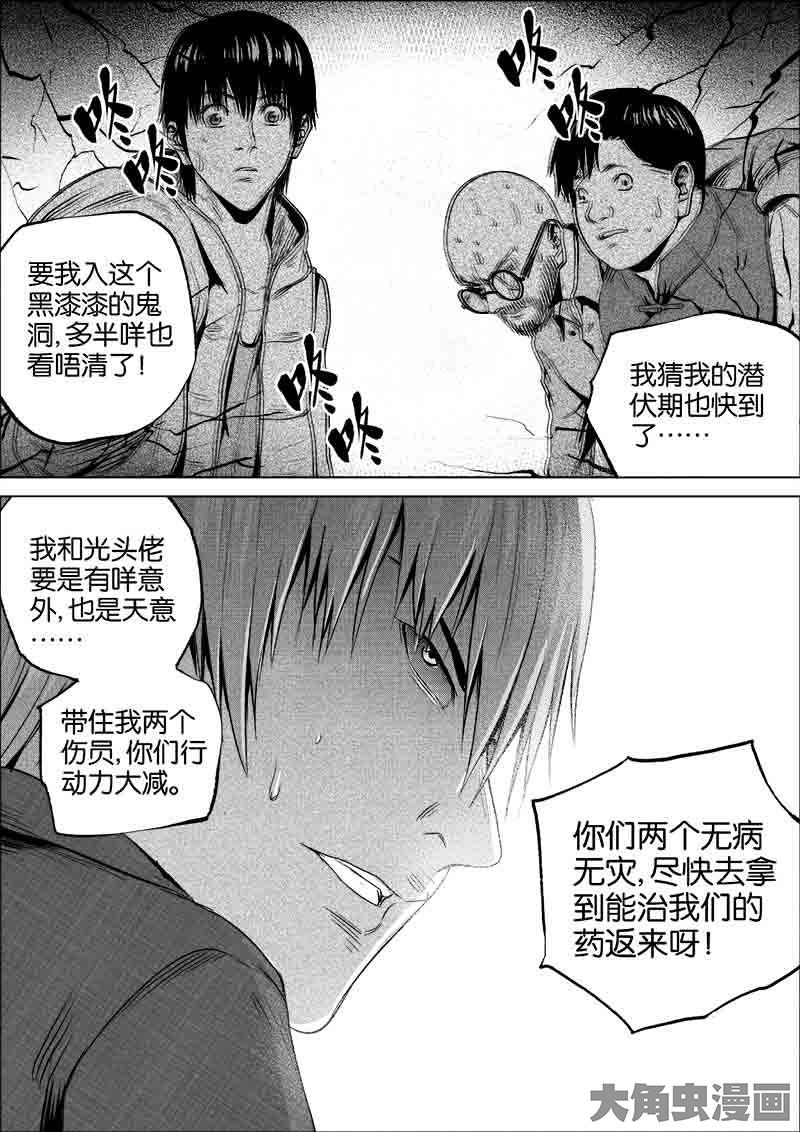 咚
咚
咚
咚
要我入这个
黑漆漆的鬼
洞,多半咩也
看唔清了!
咚
咚
我猜我的潜
伏期也快到
了……
我和光头佬
要是有咩意
外,也是天意
……
带住我两个
伤员,你们行
动力大减。
你们两个无病
无灾,尽快去拿
到能治我们的
药返来呀!
大角虫漫画